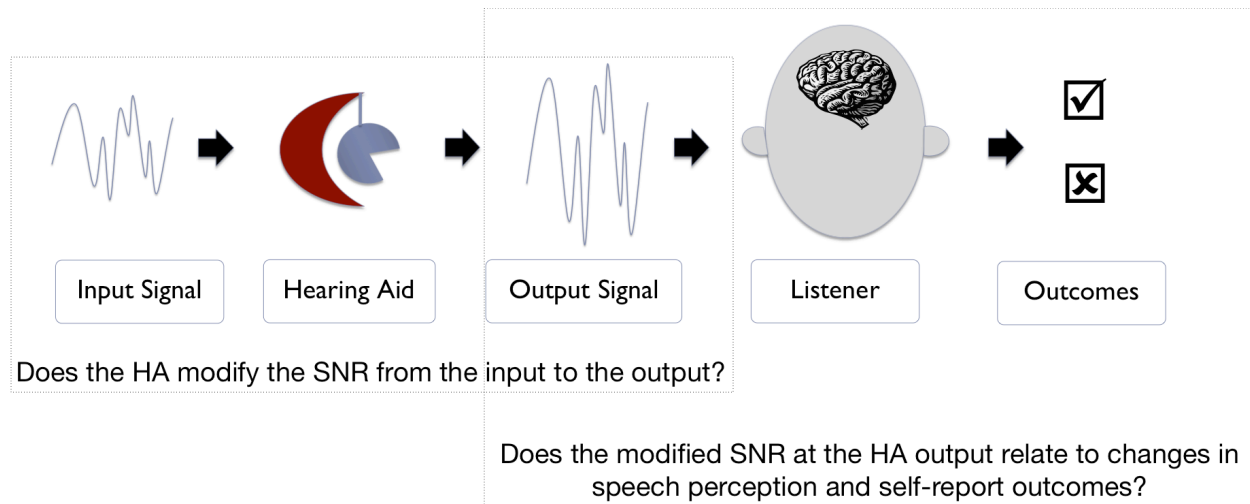 Input Signal
Hearing Aid
Output Signal
Listener
Outcomes
Does the HA modify the SNR from the input to the output?
Does the modified SNR at the HA output relate to changes in
speech perception and self-report outcomes?